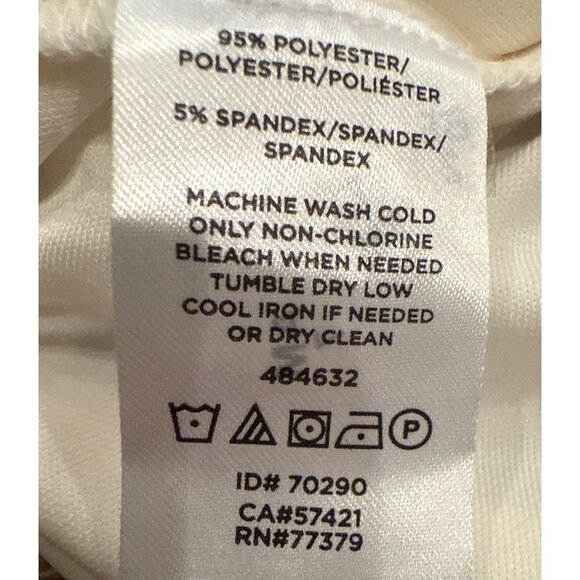 95% POLYESTER/
POLYESTER/POLIÉSTER
5% SPANDEX/SPANDEX/
SPANDEX
MACHINE WASH COLD
ONLY NON-CHLORINE
BLEACH WHEN NEEDED
TUMBLE DRY LOW
COOL IRON IF NEEDED
OR DRY CLEAN
484632
P
ID# 70290
CA#57421
RN#77379